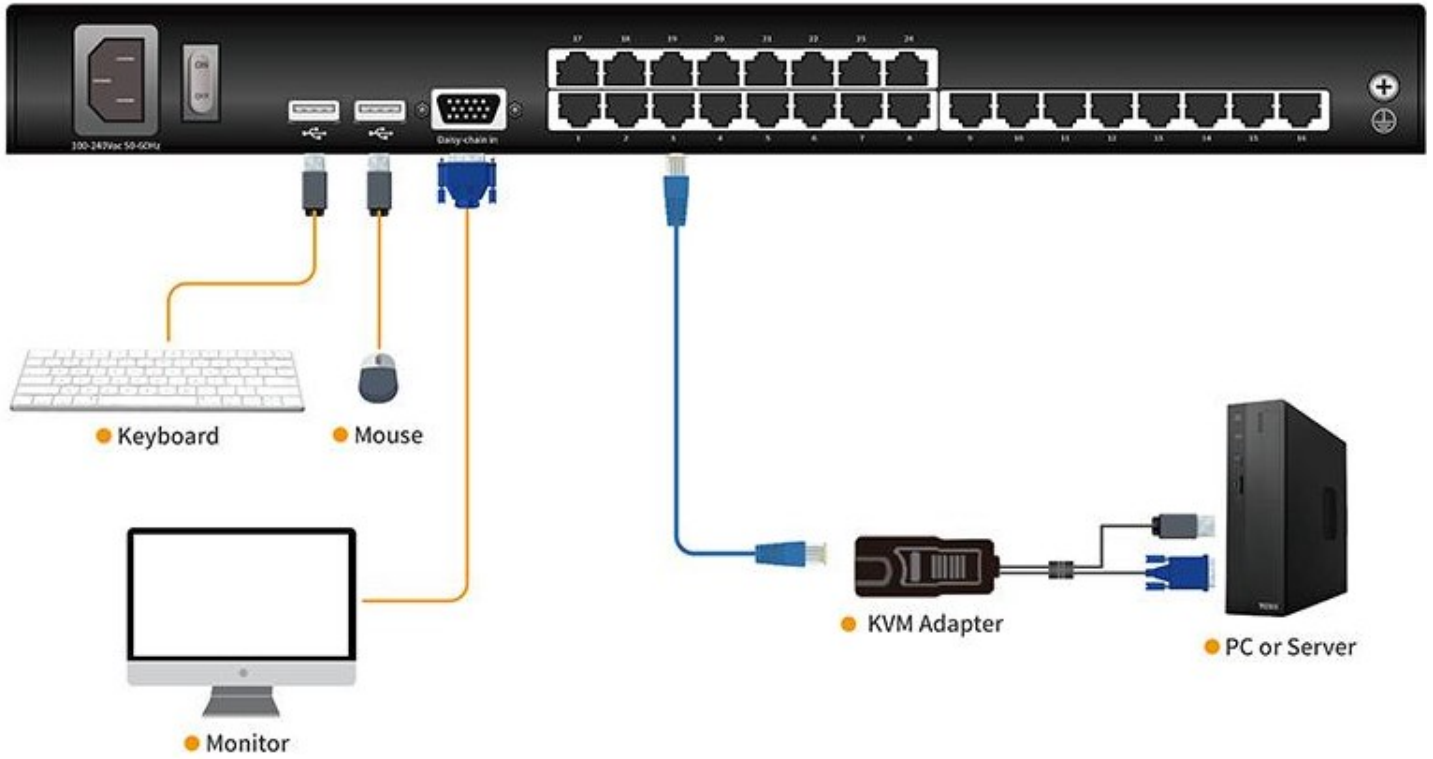 17 18 19 20 21 22 23 24
ON
OFF
100-240Vac 50-60Hz
Daisy-chain in
1 2 3 4 5 6 7 8 9 10 11 12 13 14 15 16
Keyboard
Mouse
KVM Adapter
PC or Server
Monitor